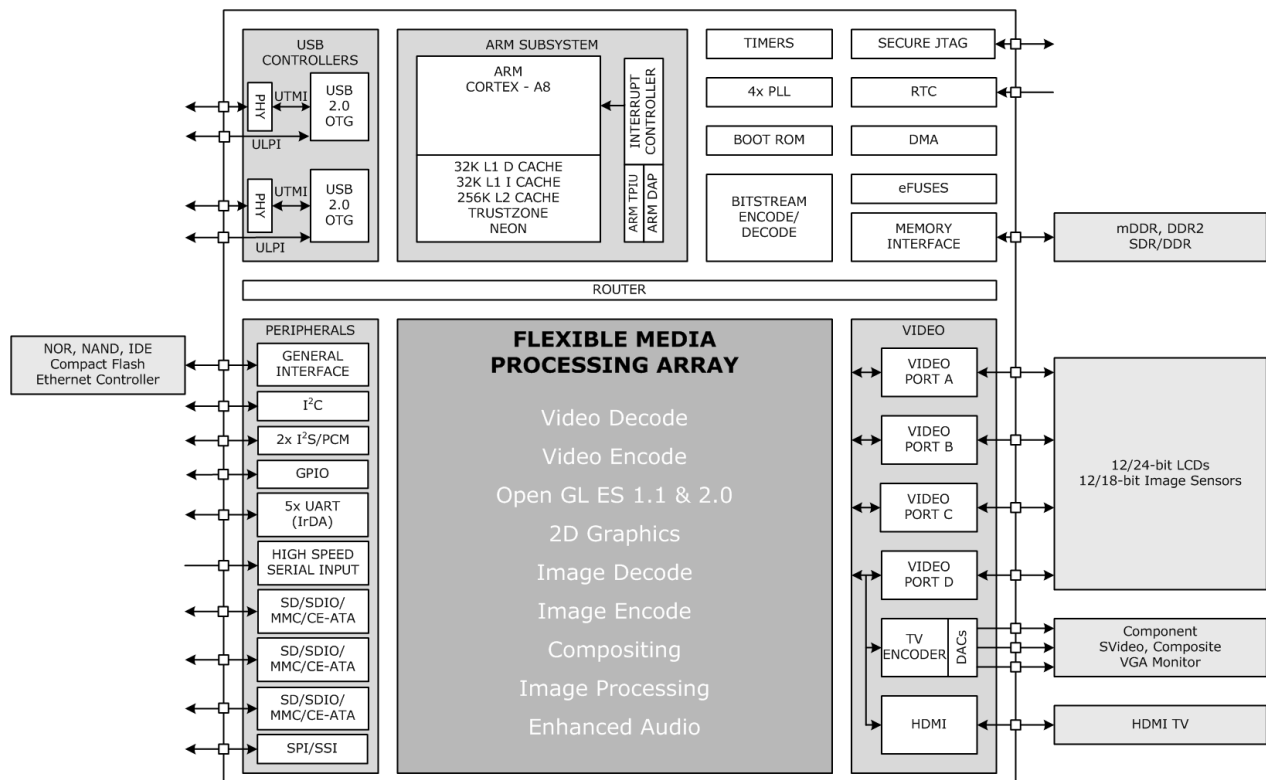 USB
CONTROLLERS
PHY
UTMI
USB
2.0
OTG
ULPI
PHY
UTMI
USB
2.0
OTG
ULPI
ARM SUBSYSTEM
ARM
CORTEX - A8
32K L1 D CACHE
32K L1 I CACHE
256K L2 CACHE
TRUSTZONE
NEON
INTERRUPT
CONTROLLER
ARM TPIU
ARM DAP
TIMERS
4x PLL
BOOT ROM
BITSTREAM
ENCODE/
DECODE
SECURE JTAG
RTC
DMA
eFUSES
MEMORY
INTERFACE
mDDR, DDR2
SDR/DDR
ROUTER
NOR, NAND, IDE
Compact Flash
Ethernet Controller
PERIPHERALS
GENERAL
INTERFACE
I²C
2x I²S/PCM
GPIO
5x UART
(IrDA)
HIGH SPEED
SERIAL INPUT
SD/SDIO/
MMC/CE-ATA
SD/SDIO/
MMC/CE-ATA
SD/SDIO/
MMC/CE-ATA
SPI/SSI
FLEXIBLE MEDIA
PROCESSING ARRAY
Video Decode
Video Encode
Open GL ES 1.1 & 2.0
2D Graphics
Image Decode
Image Encode
Compositing
Image Processing
Enhanced Audio
VIDEO
VIDEO
PORT A
VIDEO
PORT B
VIDEO
PORT C
VIDEO
PORT D
TV
ENCODER
DACs
HDMI
12/24-bit LCDs
12/18-bit Image Sensors
Component
SVideo, Composite
VGA Monitor
HDMI TV